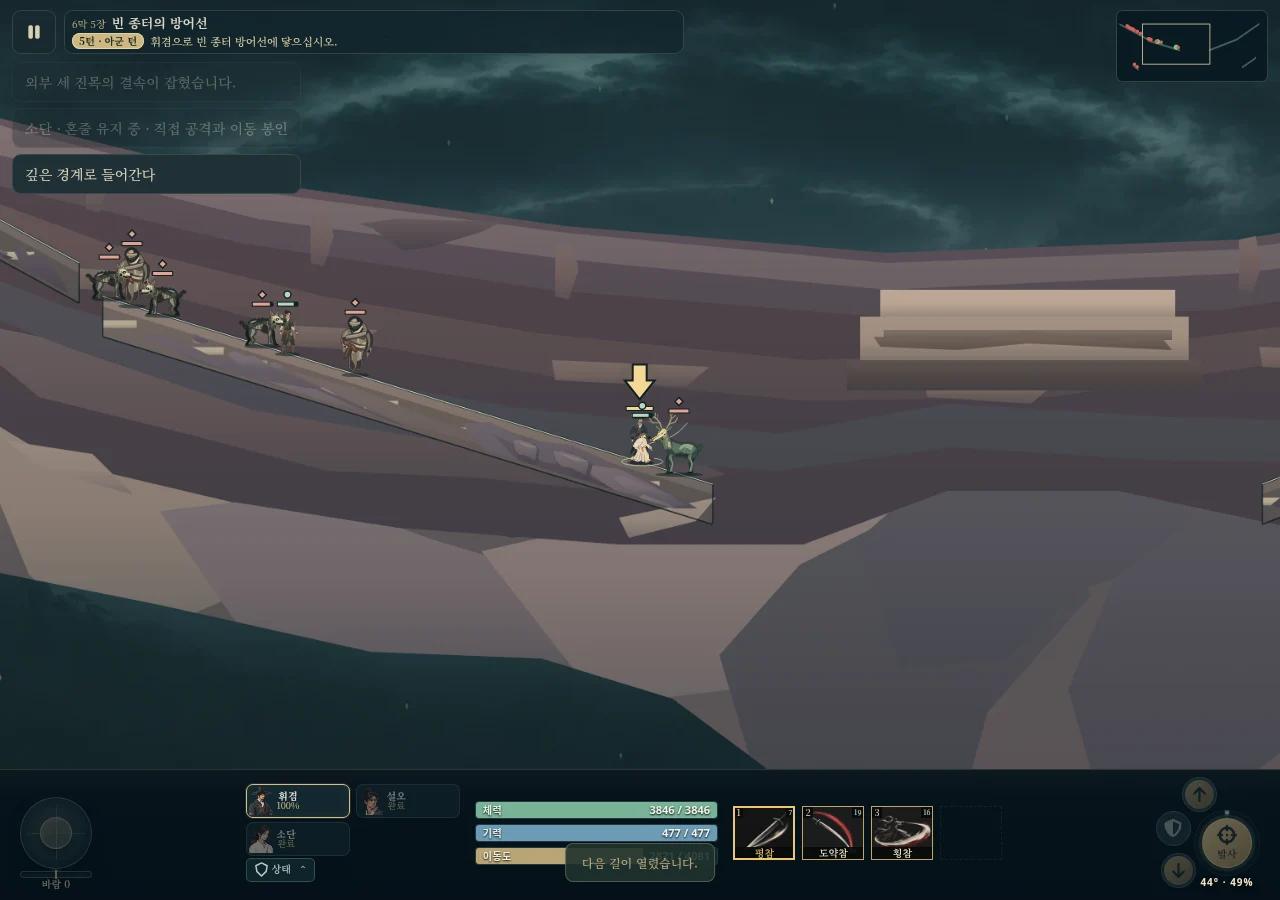 6막 5장 빈 종터의 방어선
5턴 · 아군 턴 휘겸으로 빈 종터 방어선에 닿으십시오.
외부 세 진목의 결속이 잡혔습니다.
소단 · 혼줄 유지 중 · 직접 공격과 이동 봉인
깊은 경계로 들어간다
휘겸
100%
설오
완료
소단
완료
상태
체력 3846 / 3846
기력 477 / 477
이동도
다음 길이 열렸습니다.
1 7
평참
2 19
도약참
3 16
횡참
바람 0
발사
44° · 49%